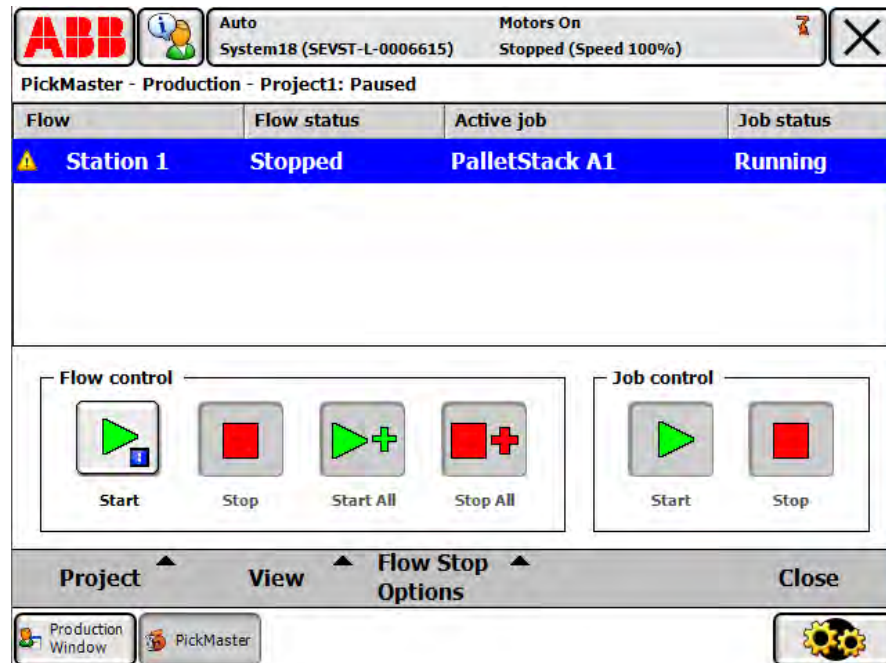 ABB
Auto
Motors On
System18 (SEVST-L-0006615)
Stopped (Speed 100%)
PickMaster - Production - Project1: Paused
Flow
Flow status
Active job
Job status
Station 1
Stopped
PalletStack A1
Running
Flow control
Job control
Start
Stop
Start All
Stop All
Start
Stop
Project
View
Flow Stop
Options
Close
Production
Window
PickMaster